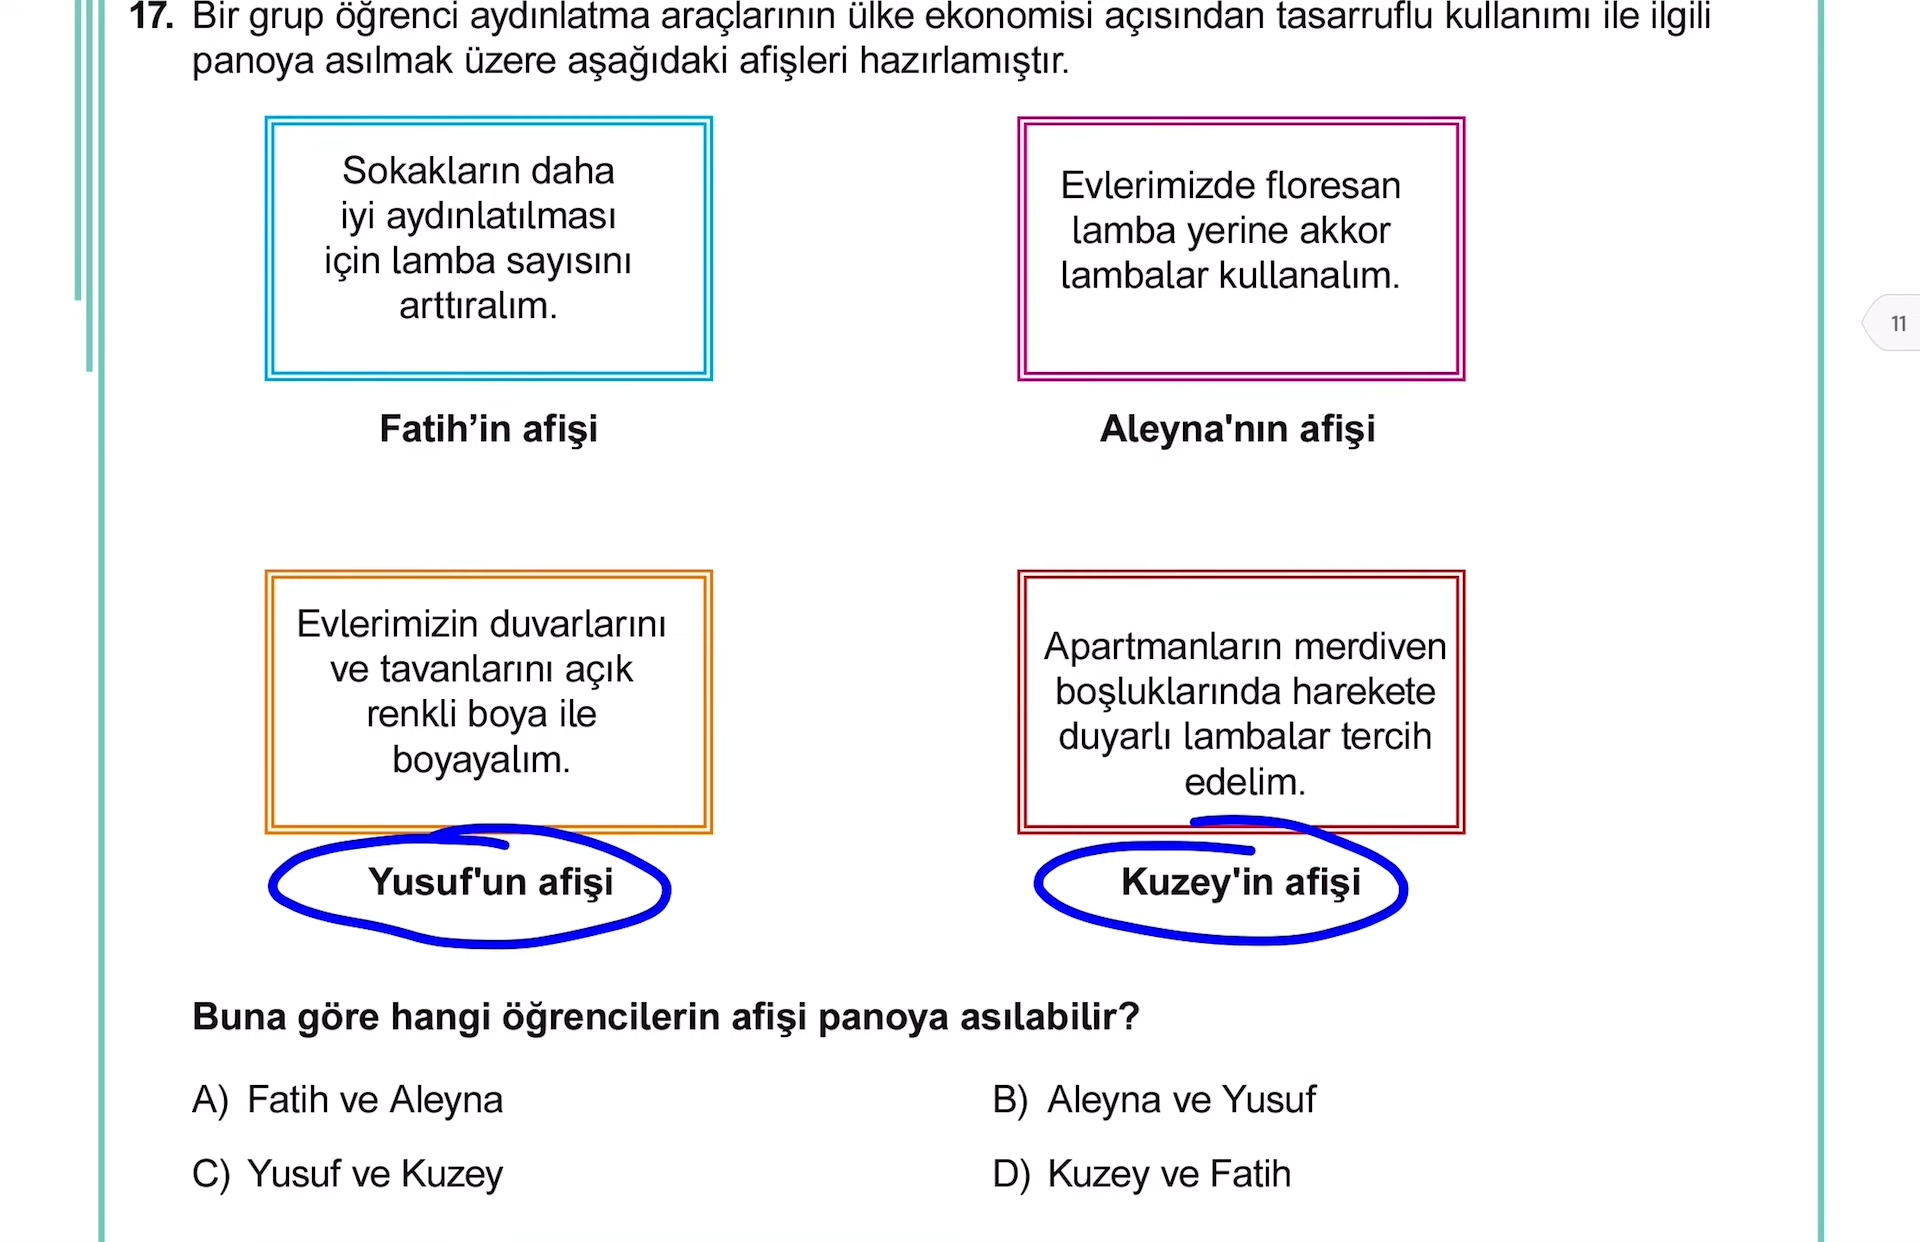 17. Bir grup öğrenci aydınlatma araçlarının ülke ekonomisi açısından tasarruflu kullanımı ile ilgili
panoya asılmak üzere aşağıdaki afişleri hazırlamıştır.
Sokakların daha
iyi aydınlatılması
için lamba sayısını
arttıralım.
Fatih’in afişi
Evlerimizde floresan
lamba yerine akkor
lambalar kullanalım.
Aleyna'nın afişi
11
Evlerimizin duvarlarını
ve tavanlarını açık
renkli boya ile
boyayalım.
Yusuf'un afişi
Apartmanların merdiven
boşluklarında harekete
duyarlı lambalar tercih
edelim.
Kuzey'in afişi
Buna göre hangi öğrencilerin afişi panoya asılabilir?
A) Fatih ve Aleyna
B) Aleyna ve Yusuf
C) Yusuf ve Kuzey
D) Kuzey ve Fatih